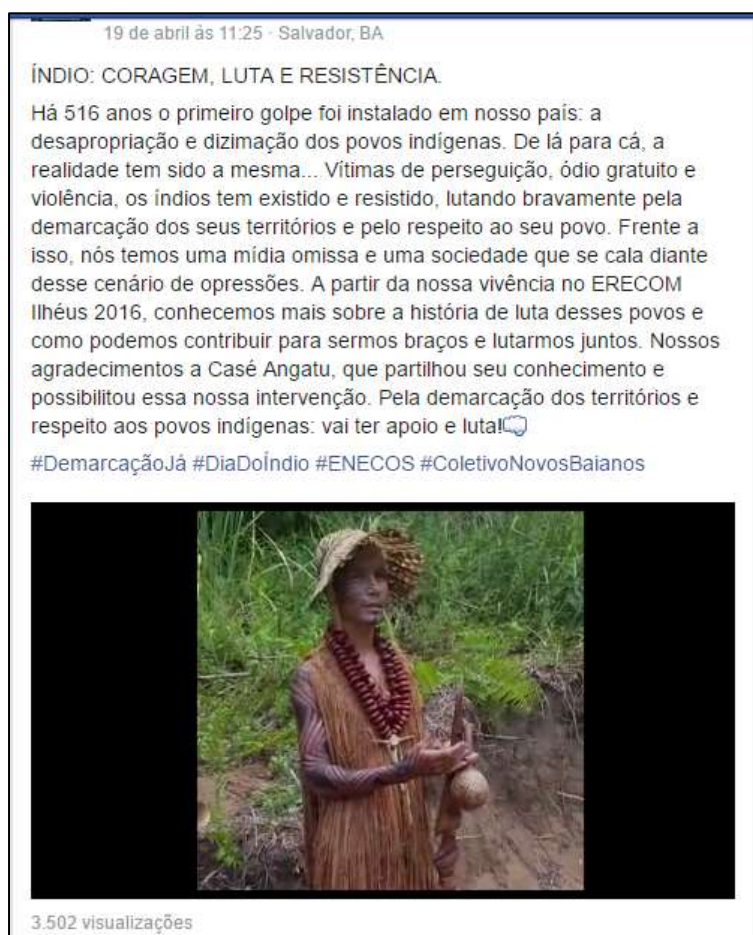 19 de abril às 11:25 · Salvador, BA
ÍNDIO: CORAGEM, LUTA E RESISTÊNCIA.
Há 516 anos o primeiro golpe foi instalado em nosso país: a
desapropriação e dizimação dos povos indígenas. De lá para cá, a
realidade tem sido a mesma... Vítimas de perseguição, ódio gratuito e
violência, os índios tem existido e resistido, lutando bravamente pela
demarcação dos seus territórios e pelo respeito ao seu povo. Frente a
isso, nós temos uma mídia omissa e uma sociedade que se cala diante
desse cenário de opressões. A partir da nossa vivência no ERECOM
Ilhéus 2016, conhecemos mais sobre a história de luta desses povos e
como podemos contribuir para sermos braços e lutarmos juntos. Nossos
agradecimentos a Casé Angatu, que partilhou seu conhecimento e
possibilitou essa nossa intervenção. Pela demarcação dos territórios e
respeito aos povos indígenas: vai ter apoio e luta!
#DemarcaçãoJá #DiaDoÍndio #ENECOS #ColetivoNovosBaianos
3.502 visualizações